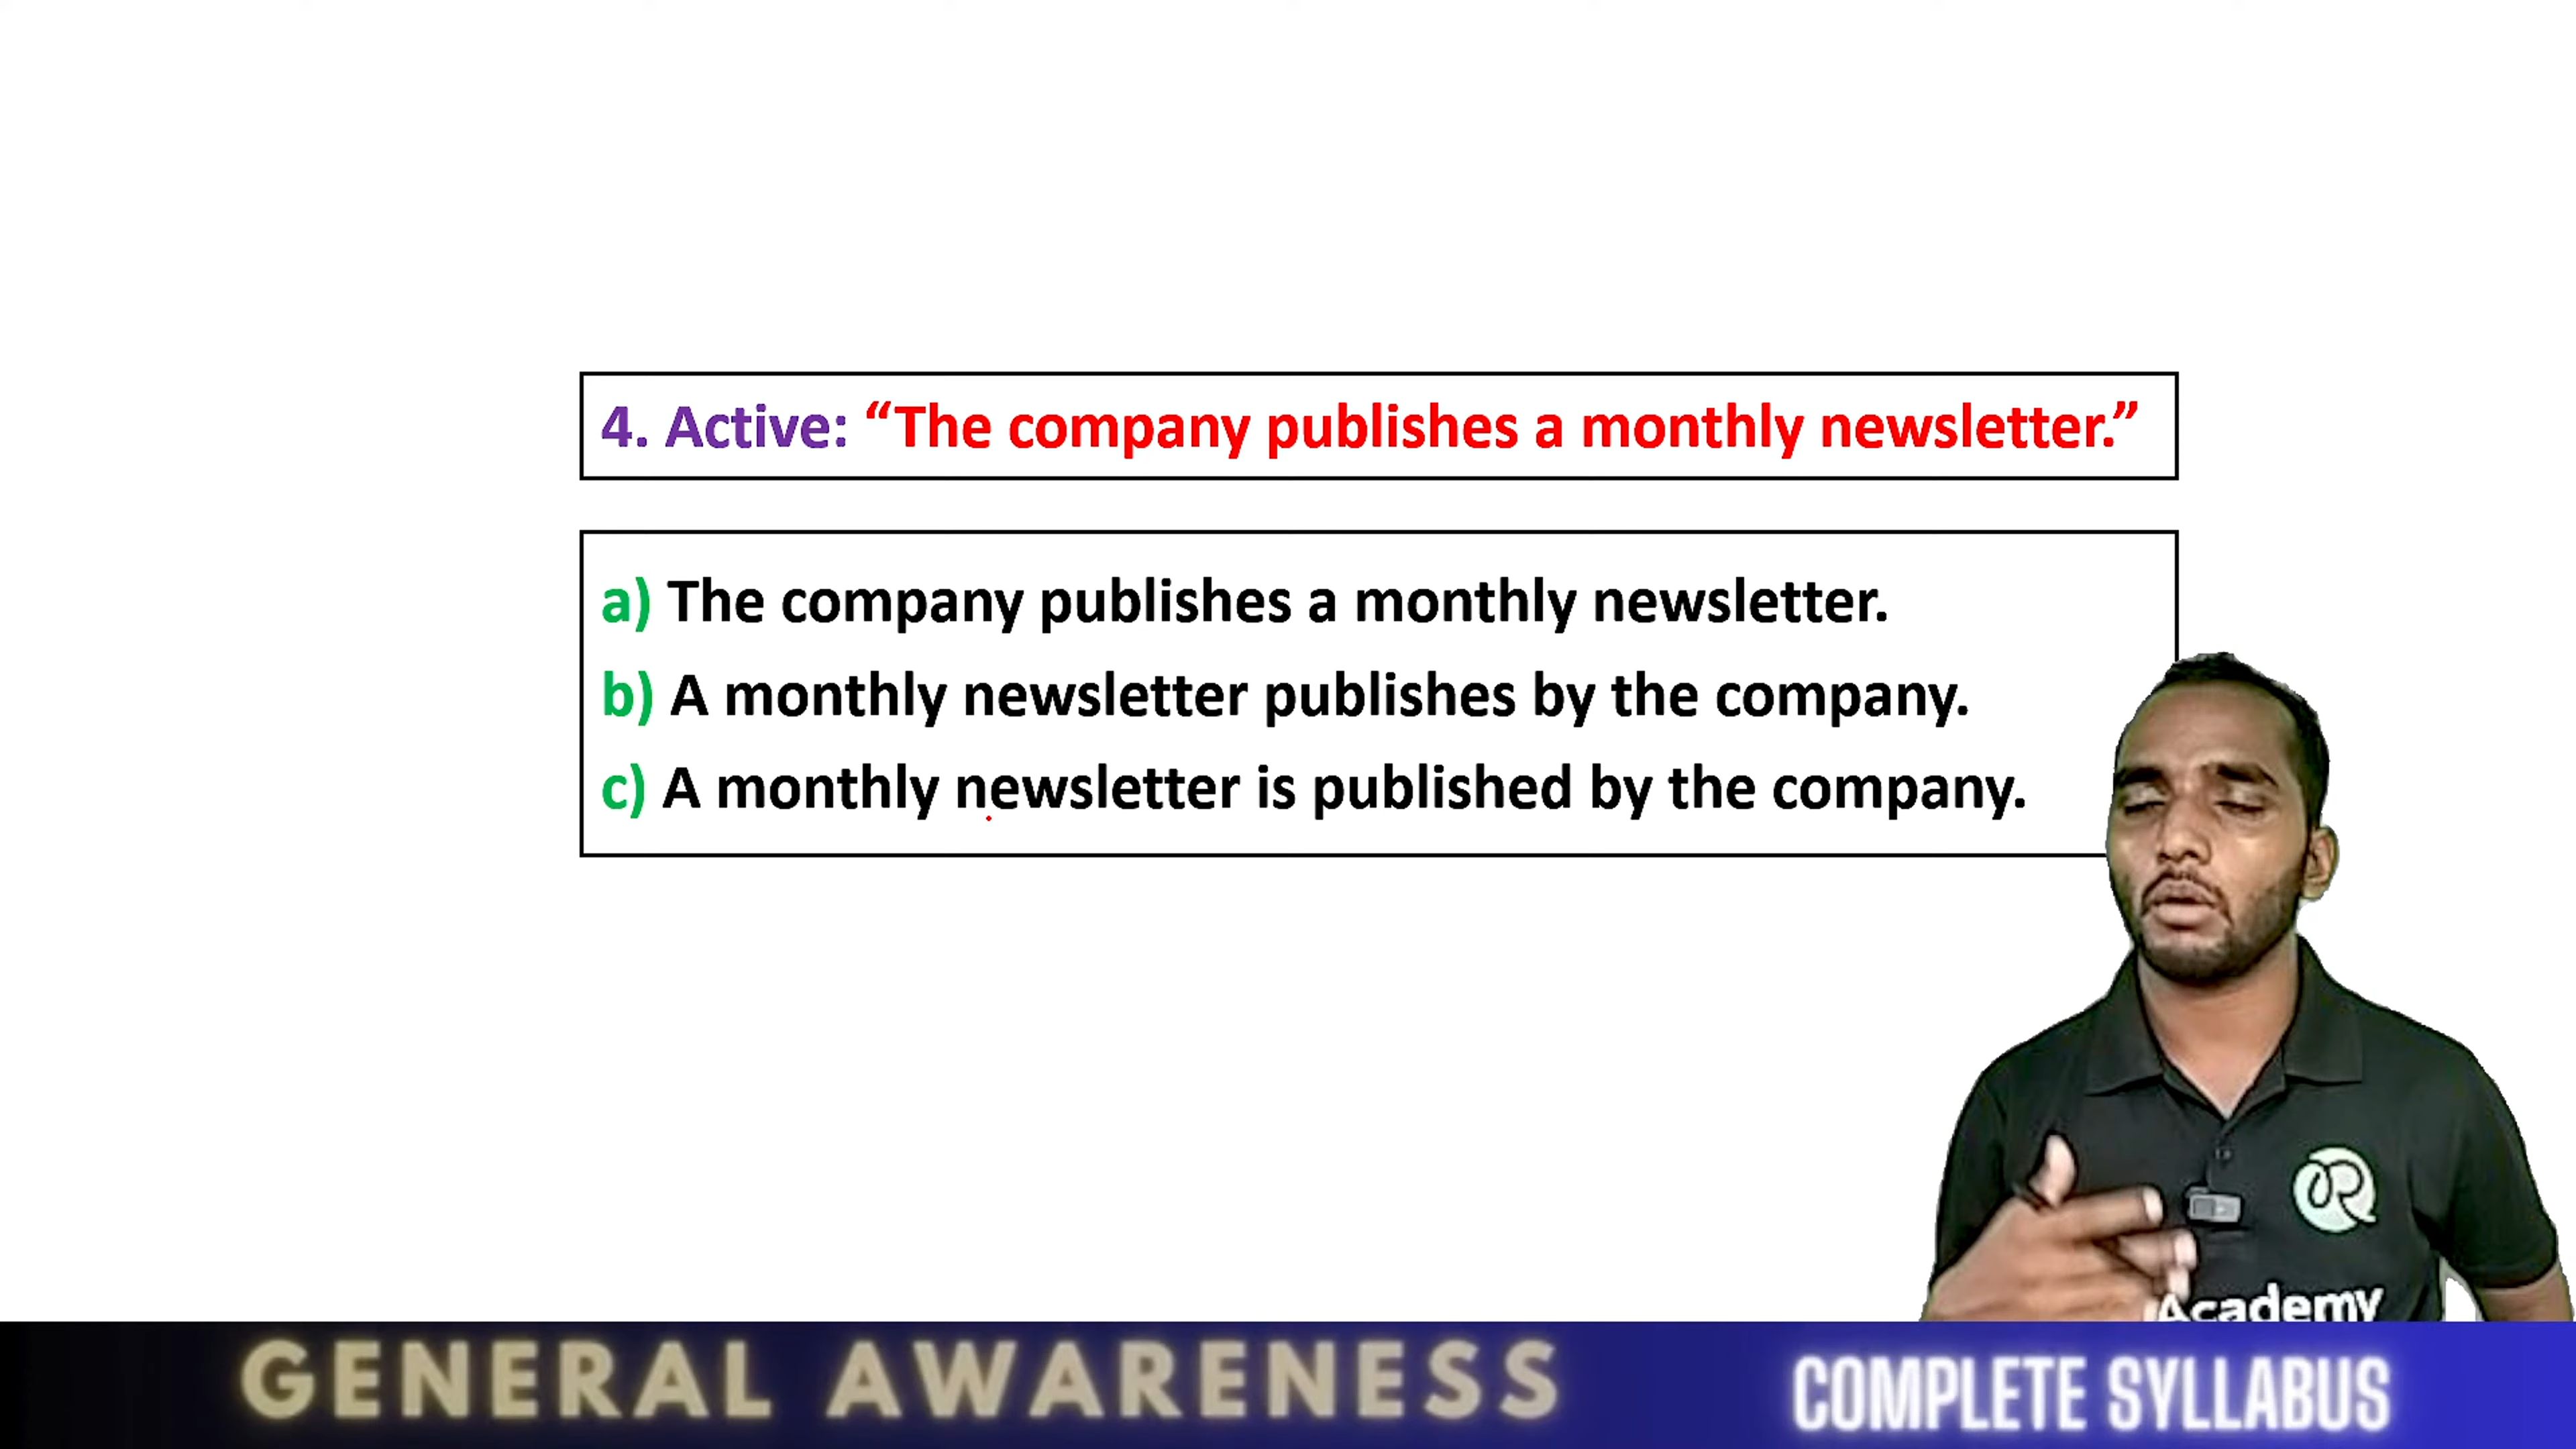 4. Active: “The company publishes a monthly newsletter.”
a) The company publishes a monthly newsletter.
b) A monthly newsletter publishes by the company.
c) A monthly newsletter is published by the company.
Academy
GENERAL AWARENESS
COMPLETE SYLLABUS